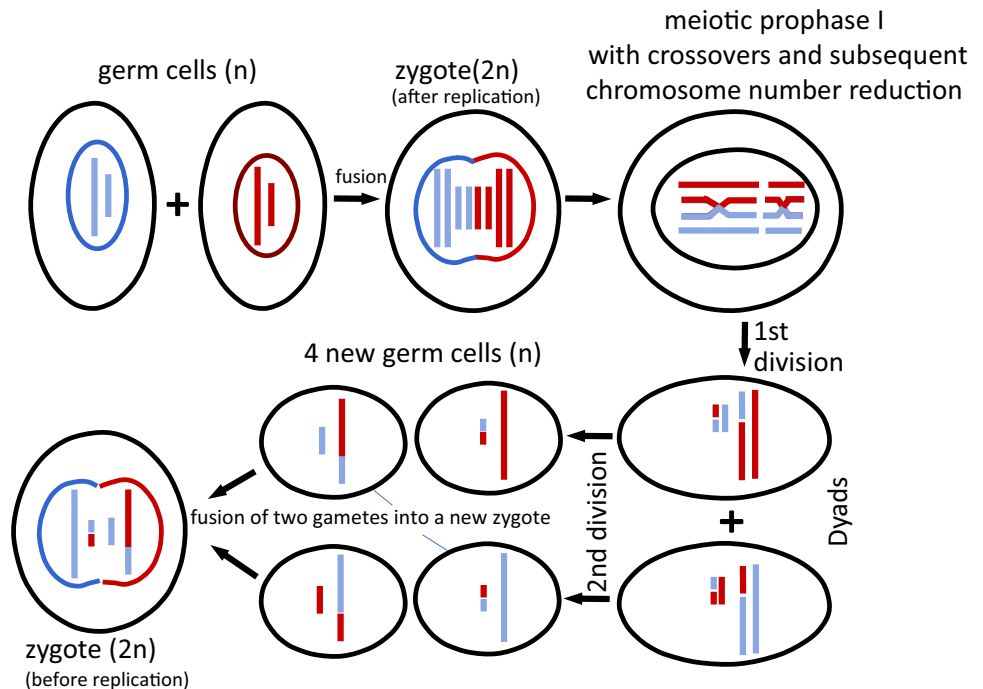 germ cells (n)
+
fusion
zygote(2n)
(after replication)
meiotic prophase I
with crossovers and subsequent
chromosome number reduction
1st
division
Dyads
+
2nd division
4 new germ cells (n)
fusion of two gametes into a new zygote
zygote (2n)
(before replication)